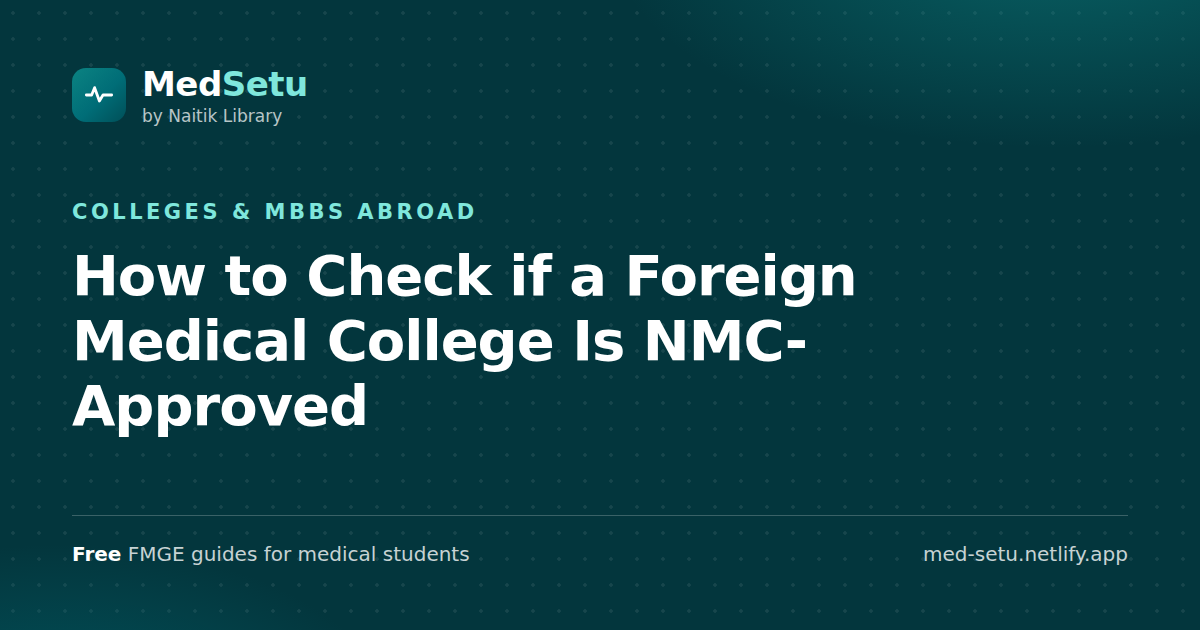 MedSetu
by Naitik Library
COLLEGES & MBBS ABROAD
How to Check if a Foreign
Medical College Is NMC-
Approved
Free FMGE guides for medical students
med-setu.netlify.app